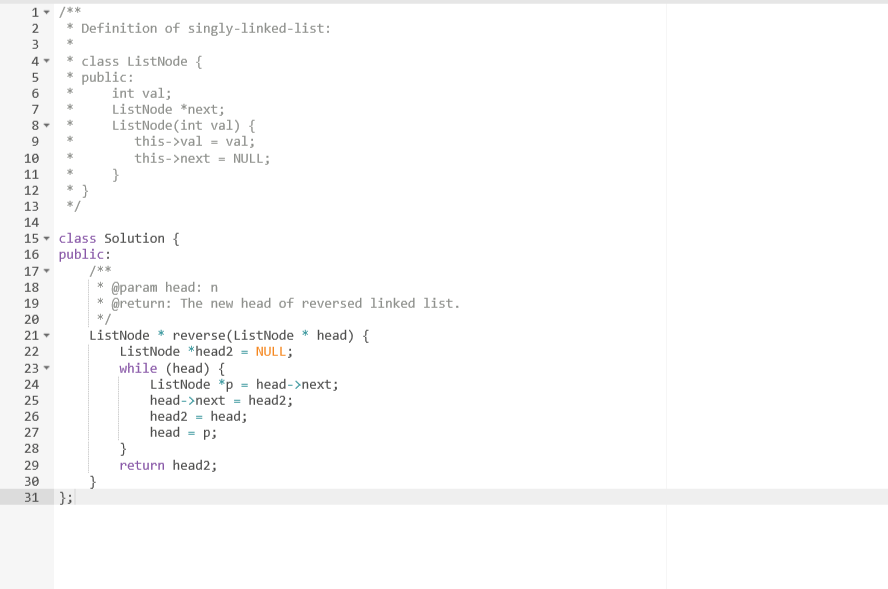 1 /**
2  * Definition of singly-linked-list:
3  *
4  * class ListNode {
5  * public:
6  *     int val;
7  *     ListNode *next;
8  *     ListNode(int val) {
9  *        this->val = val;
10  *        this->next = NULL;
11  *     }
12  * }
13  */
14
15 class Solution {
16 public:
17     /**
18      * @param head: n
19      * @return: The new head of reversed linked list.
20      */
21     ListNode * reverse(ListNode * head) {
22         ListNode *head2 = NULL;
23         while (head) {
24             ListNode *p = head->next;
25             head->next = head2;
26             head2 = head;
27             head = p;
28         }
29         return head2;
30     }
31 };